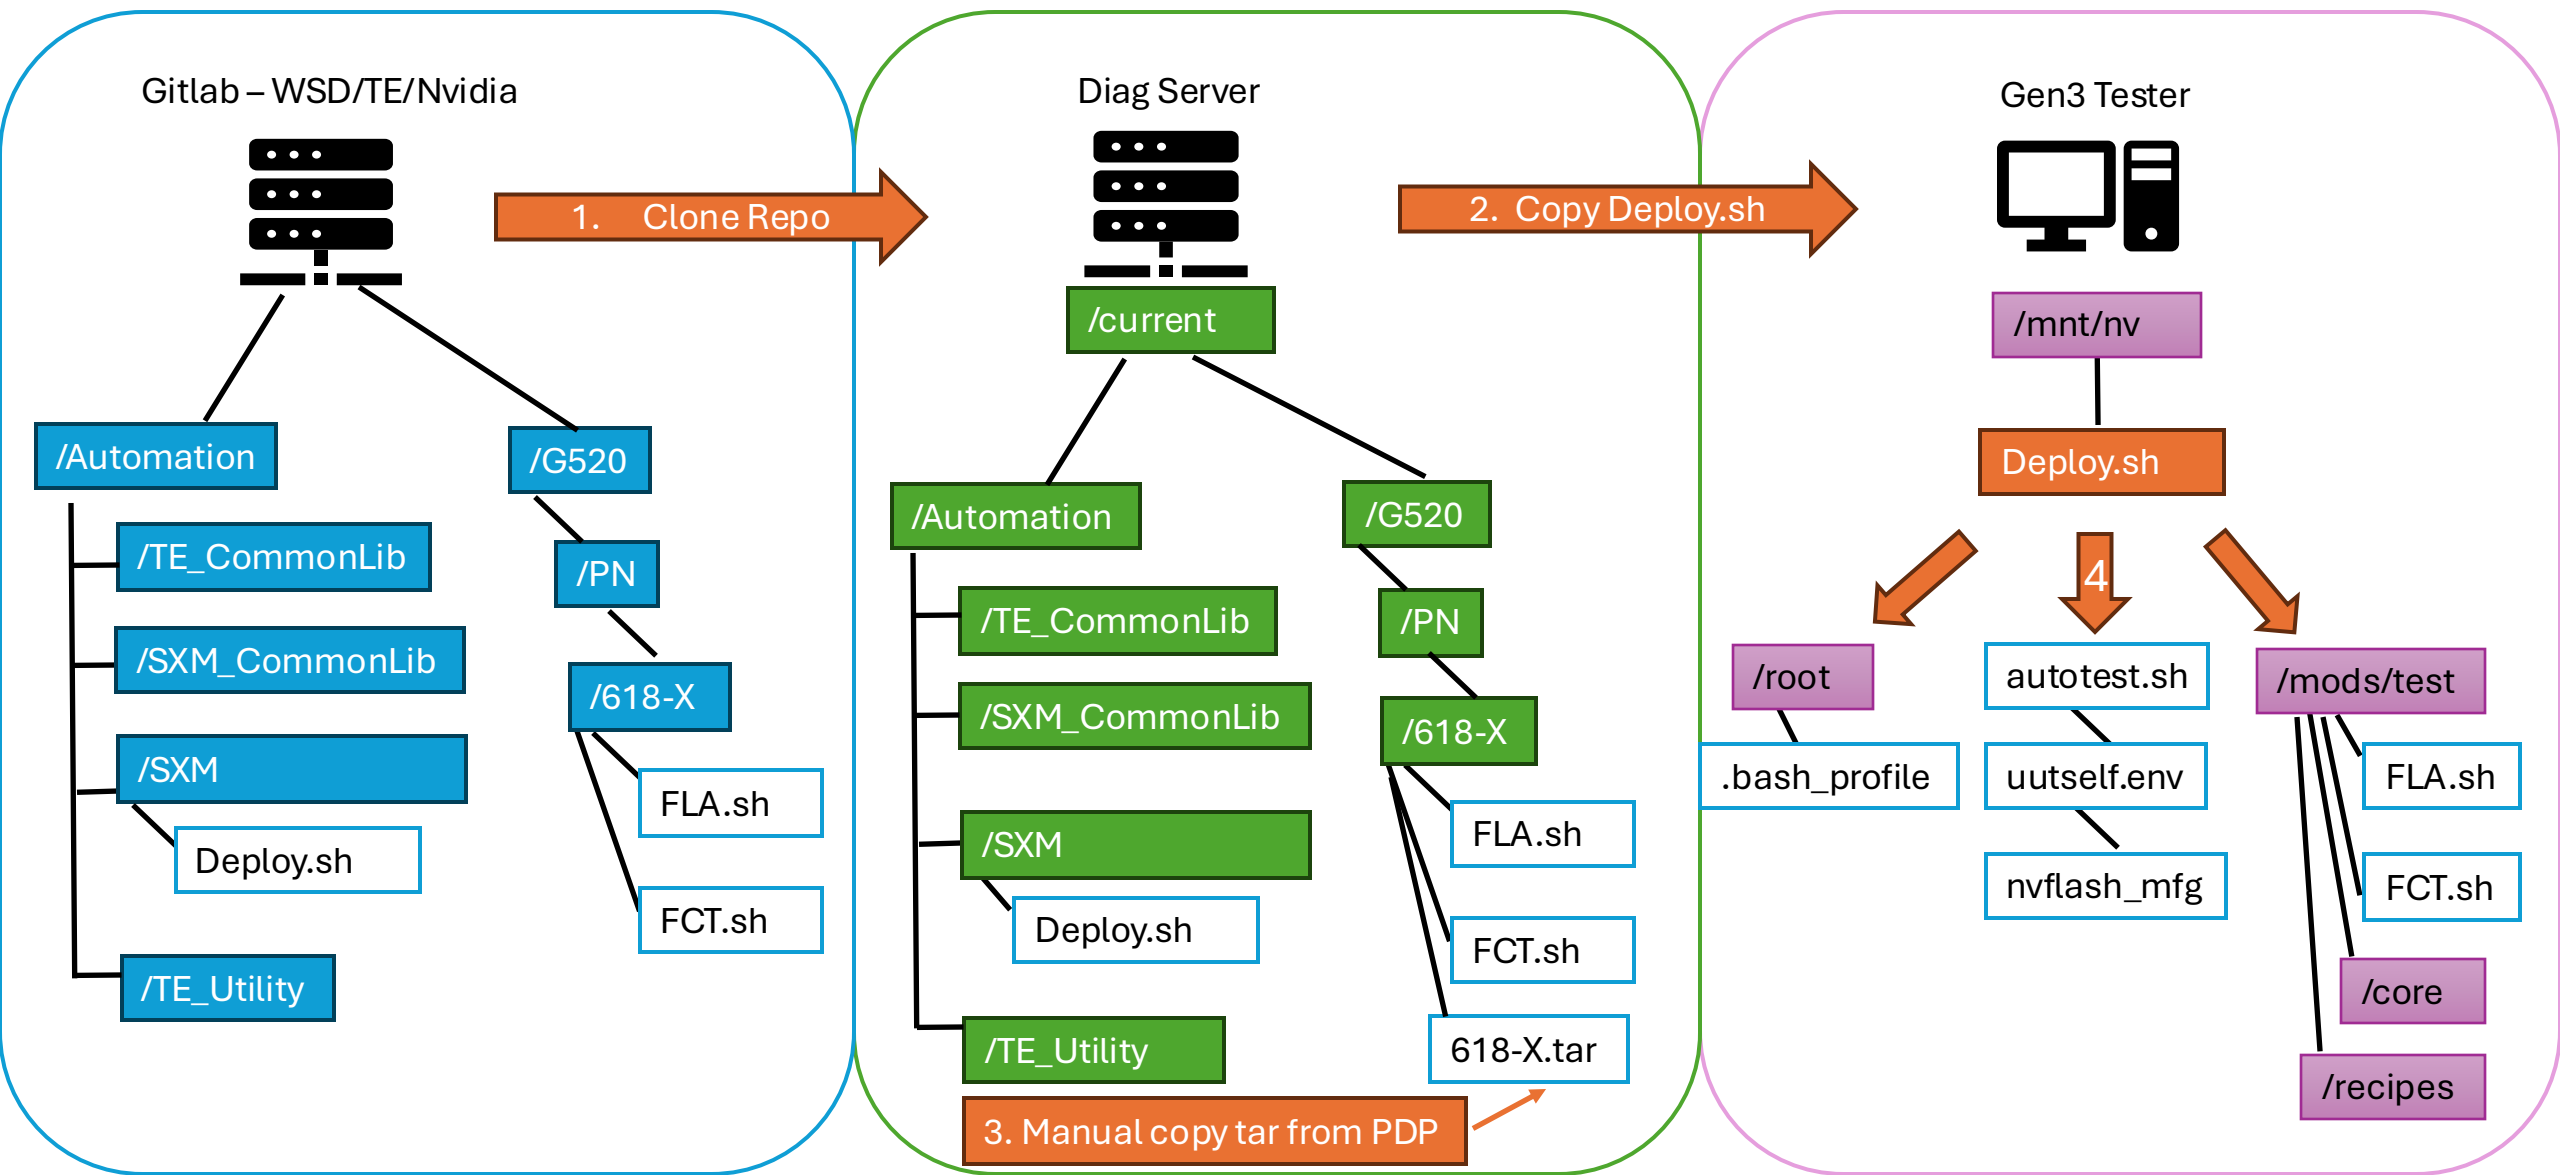 Gitlab – WSD/TE/Nvidia
1. Clone Repo
/Automation
/TE_CommonLib
/SXM_CommonLib
/SXM
Deploy.sh
/TE_Utility
/G520
/PN
/618-X
FLA.sh
FCT.sh
Diag Server
2. Copy Deploy.sh
/current
/Automation
/TE_CommonLib
/SXM_CommonLib
/SXM
Deploy.sh
/TE_Utility
/G520
/PN
/618-X
FLA.sh
FCT.sh
618-X.tar
3. Manual copy tar from PDP
Gen3 Tester
/mnt/nv
Deploy.sh
4
/root
.bash_profile
autotest.sh
uutself.env
nvflash_mfg
/mods/test
FLA.sh
FCT.sh
/core
/recipes